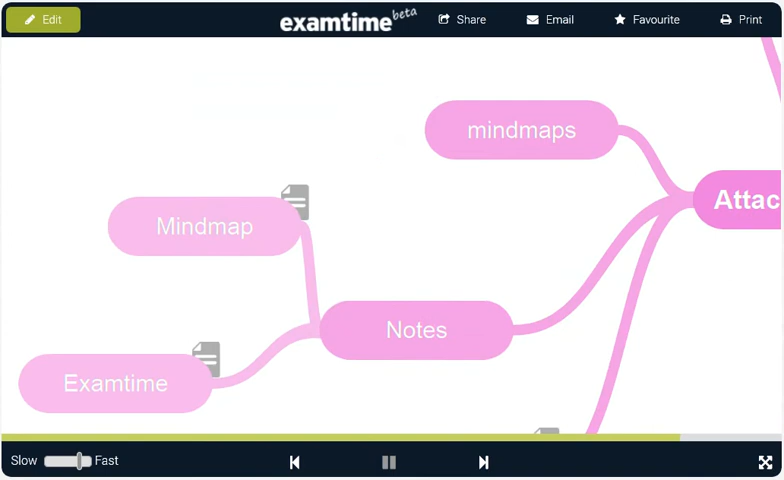 Edit
examtime beta
Share
Email
Favourite
Print
mindmaps
Mindmap
Attac
Notes
Examtime
Slow
Fast